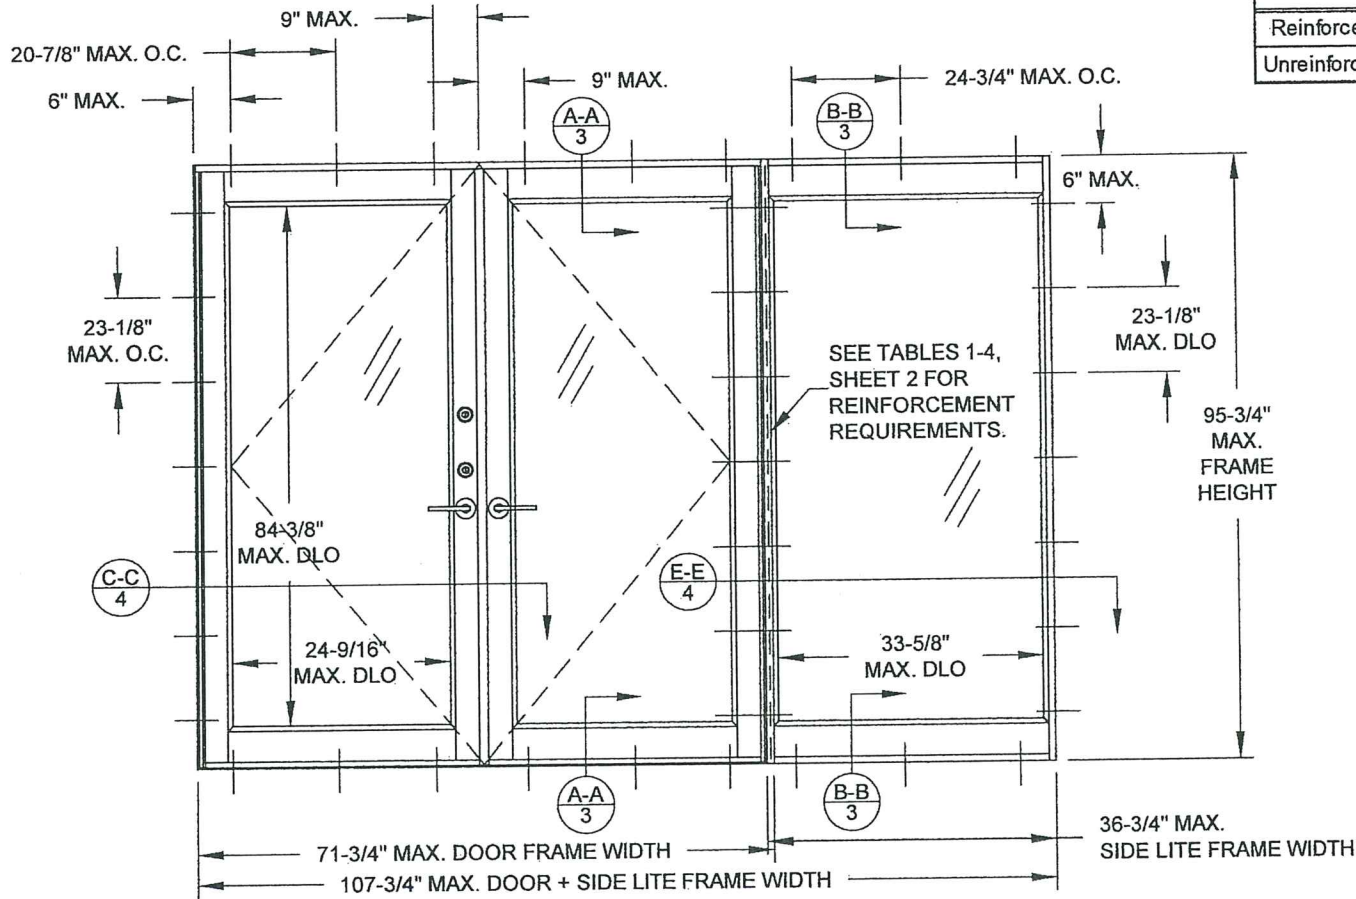 9" MAX.
20-7/8" MAX. O.C.
6" MAX.
9" MAX.
24-3/4" MAX. O.C.
A-A
3
B-B
3
6" MAX.
23-1/8"
MAX. O.C.
23-1/8"
MAX. DLO
SEE TABLES 1-4,
SHEET 2 FOR
REINFORCEMENT
REQUIREMENTS.
95-3/4"
MAX.
FRAME
HEIGHT
84-3/8"
MAX. DLO
C-C
4
E-E
4
24-9/16"
MAX. DLO
33-5/8"
MAX. DLO
A-A
3
B-B
3
71-3/4" MAX. DOOR FRAME WIDTH
36-3/4" MAX.
SIDE LITE FRAME WIDTH
107-3/4" MAX. DOOR + SIDE LITE FRAME WIDTH
Reinforce
Unreinforc